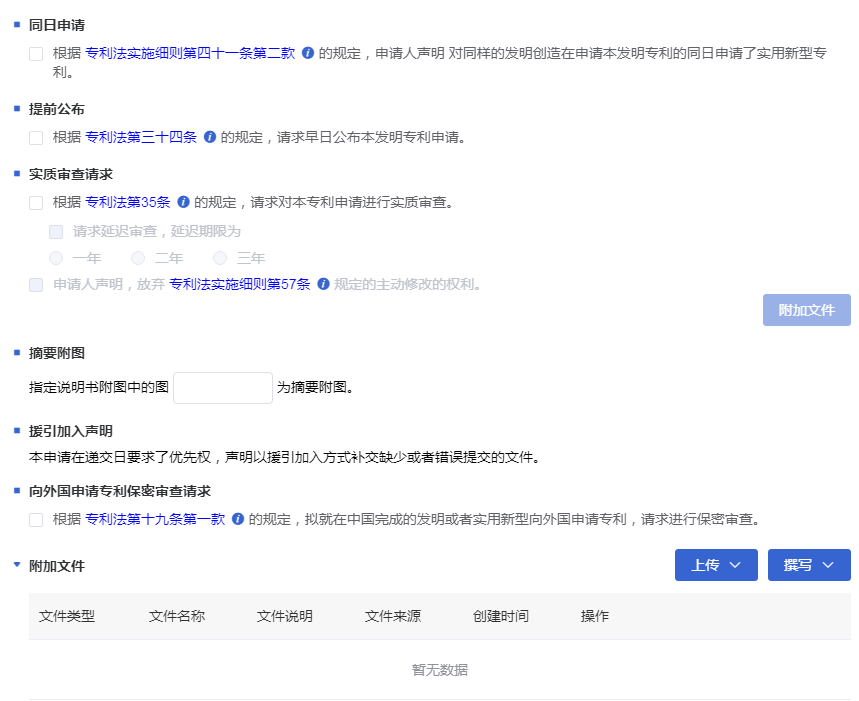 同日申请
根据 专利法实施细则第四十一条第二款 的规定，申请人声明 对同样的发明创造在申请本发明专利的同日申请了实用新型专
利。
提前公布
根据 专利法第三十四条 的规定，请求早日公布本发明专利申请。
实质审查请求
根据 专利法第35条 的规定，请求对本专利申请进行实质审查。
请求延迟审查，延迟期限为
一年 二年 三年
申请人声明，放弃 专利法实施细则第57条 规定的主动修改的权利。
附加文件
摘要附图
指定说明书附图中的图 为摘要附图。
援引加入声明
本申请在递交日要求了优先权，声明以援引加入方式补交缺少或者错误提交的文件。
向外国申请专利保密审查请求
根据 专利法第十九条第一款 的规定，拟就在中国完成的发明或者实用新型向外国申请专利，请求进行保密审查。
附加文件 上传 撰写
文件类型 文件名称 文件说明 文件来源 创建时间 操作
暂无数据